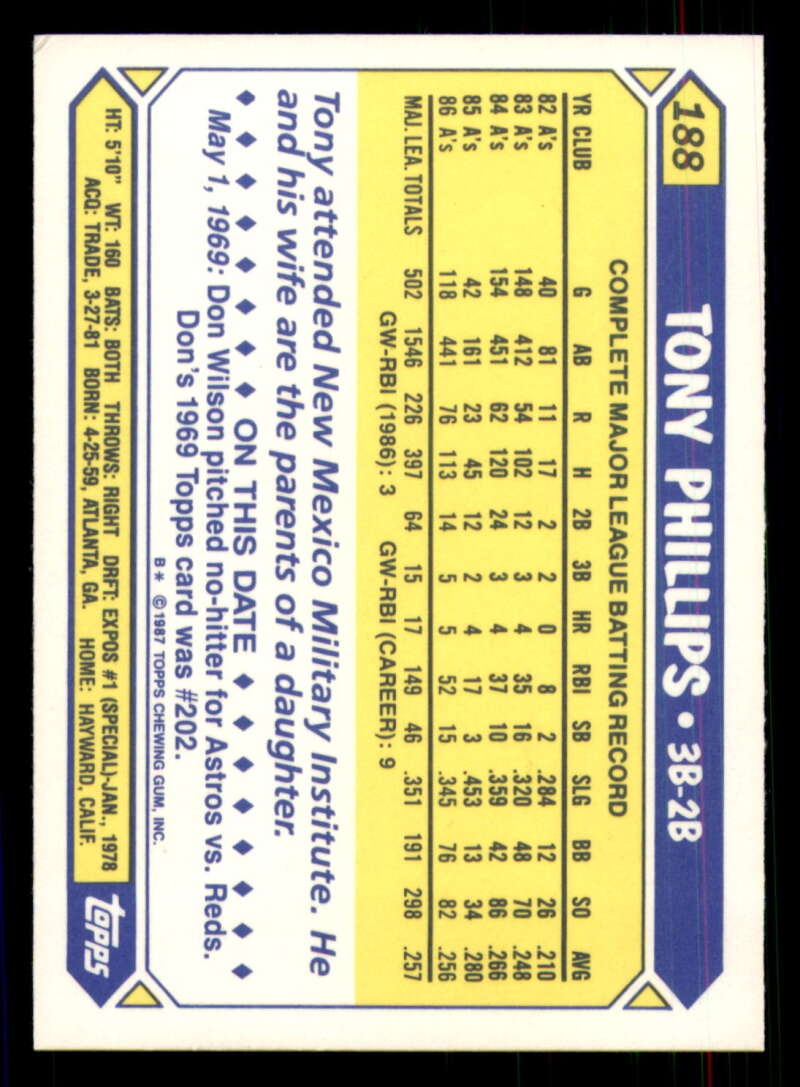 188 TONY PHILLIPS • 3B-2B
COMPLETE MAJOR LEAGUE BATTING RECORD
YR CLUB G AB R H 2B 3B HR RBI SB SLG BB SO AVG
82 A's 40 81 11 17 2 2 0 8 2 .284 12 26 .210
83 A's 148 412 54 102 12 3 4 35 16 .320 48 70 .248
84 A's 154 451 62 120 24 3 4 37 10 .359 42 86 .266
85 A's 42 161 23 45 12 2 4 17 3 .453 13 34 .280
86 A's 118 441 76 113 14 5 5 52 15 .345 76 82 .256
MAJ. LEA. TOTALS 502 1546 226 397 64 15 17 149 46 .351 191 298 .257
GW-RBI (1986): 3 GW-RBI (CAREER): 9
Tony attended New Mexico Military Institute. He
and his wife are the parents of a daughter.
♦ ♦ ♦ ♦ ♦ ♦ ♦ ♦ ON THIS DATE ♦ ♦ ♦ ♦ ♦ ♦ ♦ ♦
May 1, 1969: Don Wilson pitched no-hitter for Astros vs. Reds.
Don's 1969 Topps card was #202.
B* ©1987 TOPPS CHEWING GUM, INC.
HT: 5'10" WT: 160 BATS: BOTH THROWS: RIGHT DRFT: EXPOS #1 (SPECIAL)-JAN., 1978
ACQ: TRADE, 3-27-81 BORN: 4-25-59, ATLANTA, GA. HOME: HAYWARD, CALIF.
topps